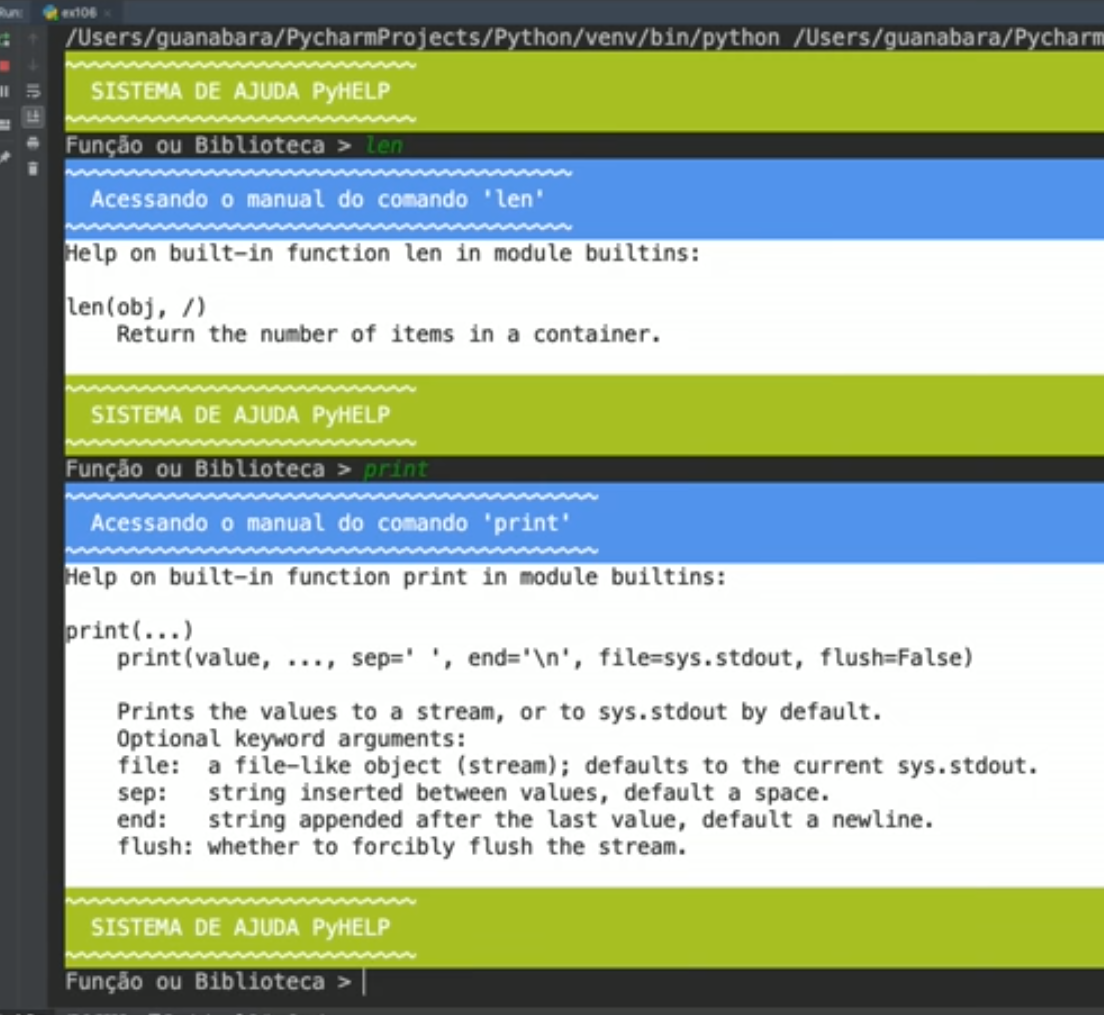 Run: ex106 ×
/Users/guanabara/PycharmProjects/Python/venv/bin/python /Users/guanabara/Pycharm
~~~~~~~~~~~~~~~~~~~~~~~~~~~
  SISTEMA DE AJUDA PyHELP
~~~~~~~~~~~~~~~~~~~~~~~~~~~
Função ou Biblioteca > len
~~~~~~~~~~~~~~~~~~~~~~~~~~~~~~~~~~~~~~~
  Acessando o manual do comando 'len'
~~~~~~~~~~~~~~~~~~~~~~~~~~~~~~~~~~~~~~~
Help on built-in function len in module builtins:

len(obj, /)
    Return the number of items in a container.

~~~~~~~~~~~~~~~~~~~~~~~~~~~
  SISTEMA DE AJUDA PyHELP
~~~~~~~~~~~~~~~~~~~~~~~~~~~
Função ou Biblioteca > print
~~~~~~~~~~~~~~~~~~~~~~~~~~~~~~~~~~~~~~~~~
  Acessando o manual do comando 'print'
~~~~~~~~~~~~~~~~~~~~~~~~~~~~~~~~~~~~~~~~~
Help on built-in function print in module builtins:

print(...)
    print(value, ..., sep=' ', end='\n', file=sys.stdout, flush=False)

    Prints the values to a stream, or to sys.stdout by default.
    Optional keyword arguments:
    file:  a file-like object (stream); defaults to the current sys.stdout.
    sep:   string inserted between values, default a space.
    end:   string appended after the last value, default a newline.
    flush: whether to forcibly flush the stream.

~~~~~~~~~~~~~~~~~~~~~~~~~~~
  SISTEMA DE AJUDA PyHELP
~~~~~~~~~~~~~~~~~~~~~~~~~~~
Função ou Biblioteca >